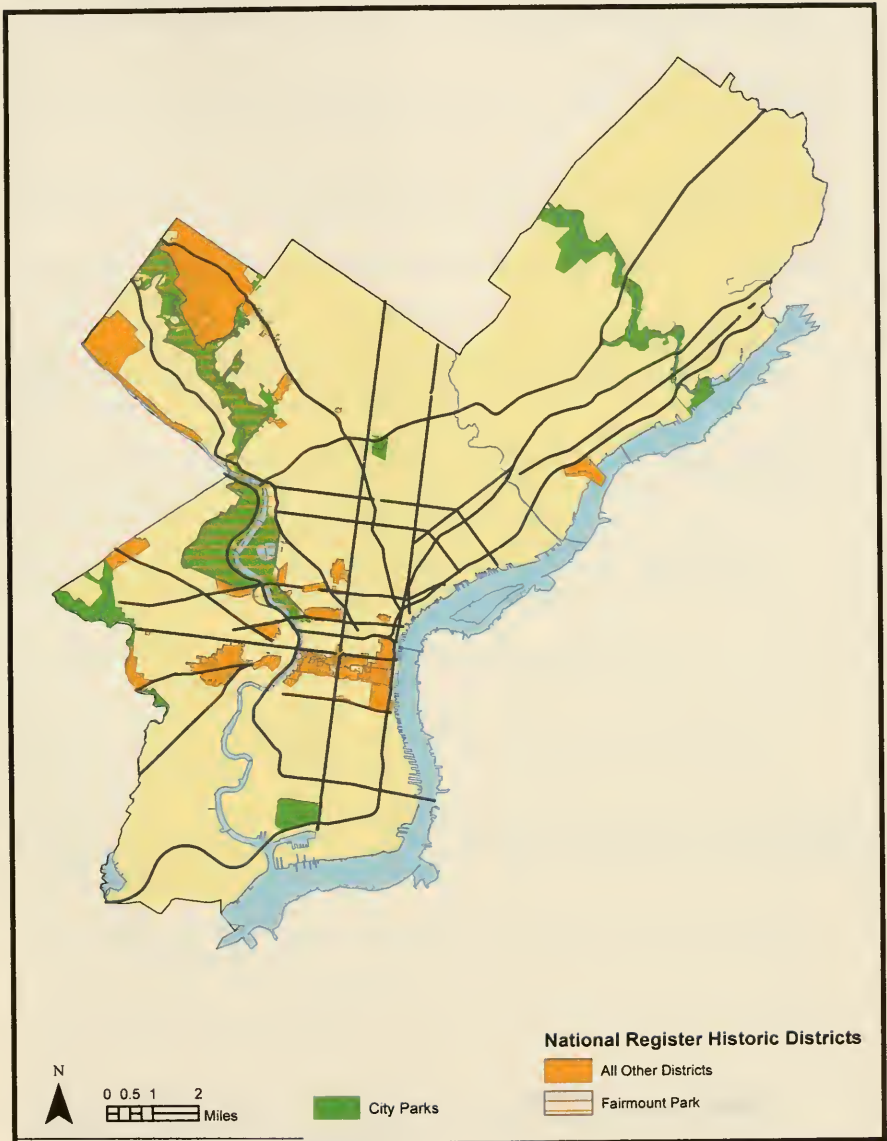 National Register Historic Districts
All Other Districts
Fairmount Park
City Parks
N
0 0.5 1 2
Miles